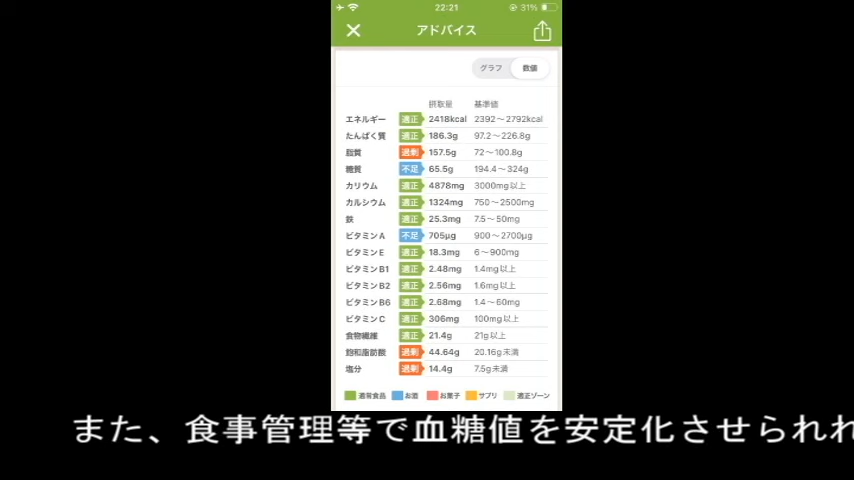 22:21 31%
アドバイス
グラフ 数値
摂取量 基準値
エネルギー 適正 2418kcal 2392～2792kcal
たんぱく質 適正 186.3g 97.2～226.8g
脂質 過剰 157.5g 72～100.8g
糖質 不足 65.5g 194.4～324g
カリウム 適正 4878mg 3000mg以上
カルシウム 適正 1324mg 750～2500mg
鉄 適正 25.3mg 7.5～50mg
ビタミンA 不足 705μg 900～2700μg
ビタミンE 適正 18.3mg 6～900mg
ビタミンB1 適正 2.48mg 1.4mg以上
ビタミンB2 適正 2.56mg 1.6mg以上
ビタミンB6 適正 2.68mg 1.4～60mg
ビタミンC 適正 306mg 100mg以上
食物繊維 適正 21.4g 21g以上
飽和脂肪酸 過剰 44.64g 20.16g未満
塩分 過剰 14.4g 7.5g未満
通常食品 お酒 お菓子 サプリ 適正ゾーン
また、食事管理等で血糖値を安定化させられれ